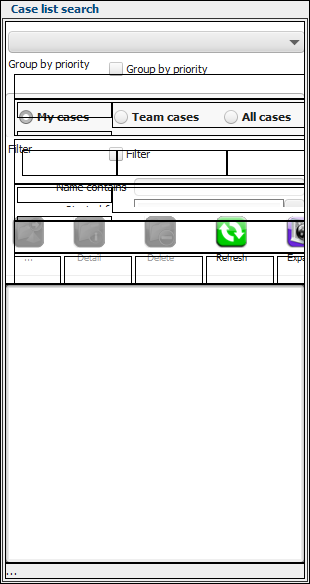 Case list search
Group by priority
Group by priority
My cases Team cases All cases
Filter
Filter
Name contains
... Detail Delete Refresh Expa
...